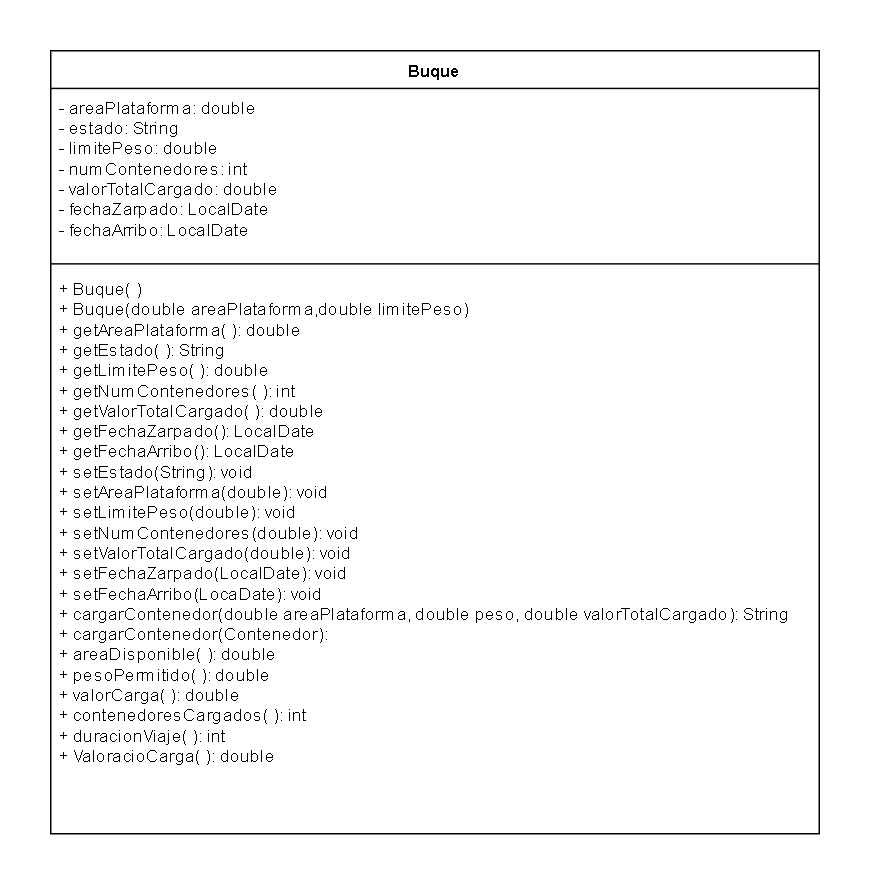 Buque
- areaPlataforma: double
- estado: String
- limitePeso: double
- numContenedores: int
- valorTotalCargado: double
- fechaZarpado: LocalDate
- fechaArribo: LocalDate
+ Buque( )
+ Buque(double areaPlataforma,double limitePeso)
+ getAreaPlataforma( ): double
+ getEstado( ): String
+ getLimitePeso( ): double
+ getNumContenedores( ): int
+ getValorTotalCargado( ): double
+ getFechaZarpado(): LocalDate
+ getFechaArribo(): LocalDate
+ setEstado(String): void
+ setAreaPlataforma(double): void
+ setLimitePeso(double): void
+ setNumContenedores(double): void
+ setValorTotalCargado(double): void
+ setFechaZarpado(LocalDate): void
+ setFechaArribo(LocaDate): void
+ cargarContenedor(double areaPlataforma, double peso, double valorTotalCargado): String
+ cargarContenedor(Contenedor):
+ areaDisponible( ): double
+ pesoPermitido( ): double
+ valorCarga( ): double
+ contenedoresCargados( ): int
+ duracionViaje( ): int
+ ValoracioCarga( ): double